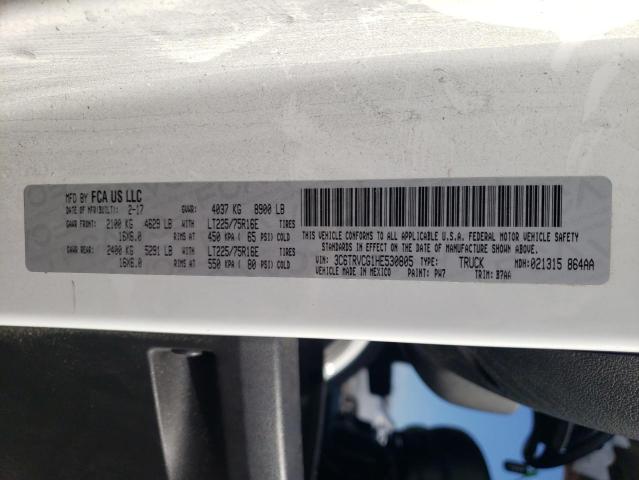 MFD BY FCA US LLC
DATE OF MFR(BUILT): 2-17 GVWR: 4037 KG 8900 LB
GAWR FRONT: 2100 KG 4629 LB WITH LT225/75R16E TIRES
16X6.0 RIMS AT 450 KPA ( 65 PSI) COLD
GAWR REAR: 2400 KG 5291 LB WITH LT225/75R16E TIRES
16X6.0 RIMS AT 550 KPA ( 80 PSI) COLD
THIS VEHICLE CONFORMS TO ALL APPLICABLE U.S.A. FEDERAL MOTOR VEHICLE SAFETY
STANDARDS IN EFFECT ON THE DATE OF MANUFACTURE SHOWN ABOVE.
VIN: 3C6TRVCG1HE530805 TYPE: TRUCK MDH: 021315 864AA
VEHICLE MADE IN MEXICO PAINT: PW7 TRIM: B7AA